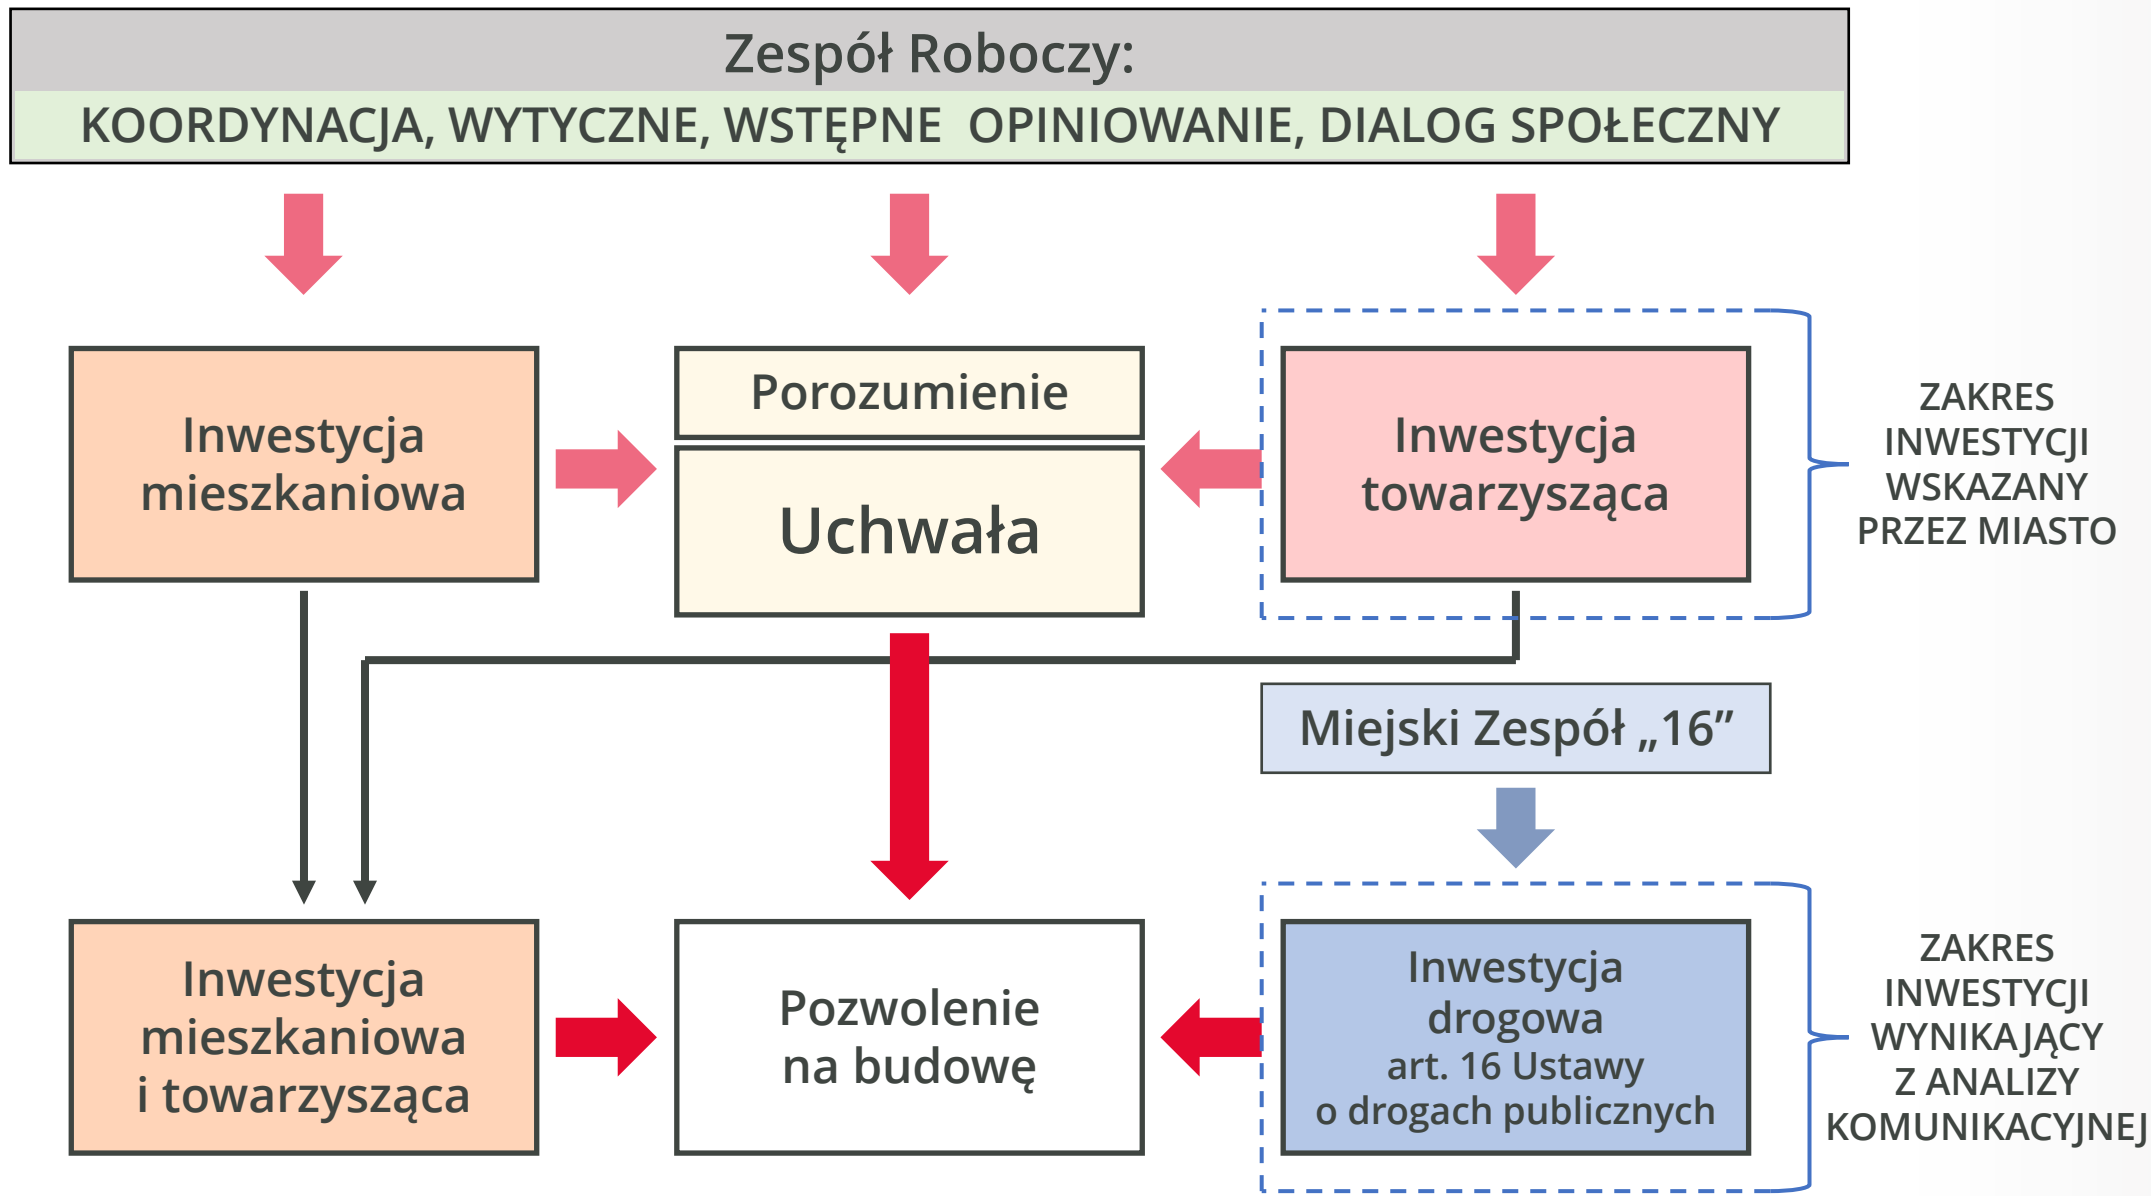 Zespół Roboczy:
KOORDYNACJA, WYTYCZNE, WSTĘPNE OPINIOWANIE, DIALOG SPOŁECZNY
Inwestycja
mieszkaniowa
Porozumienie
Uchwała
Inwestycja
towarzysząca
ZAKRES
INWESTYCJI
WSKAZANY
PRZEZ MIASTO
Miejski Zespół „16”
Inwestycja
mieszkaniowa
i towarzysząca
Pozwolenie
na budowę
Inwestycja
drogowa
art. 16 Ustawy
o drogach publicznych
ZAKRES
INWESTYCJI
WYNIKAJĄCY
Z ANALIZY
KOMUNIKACYJNEJ